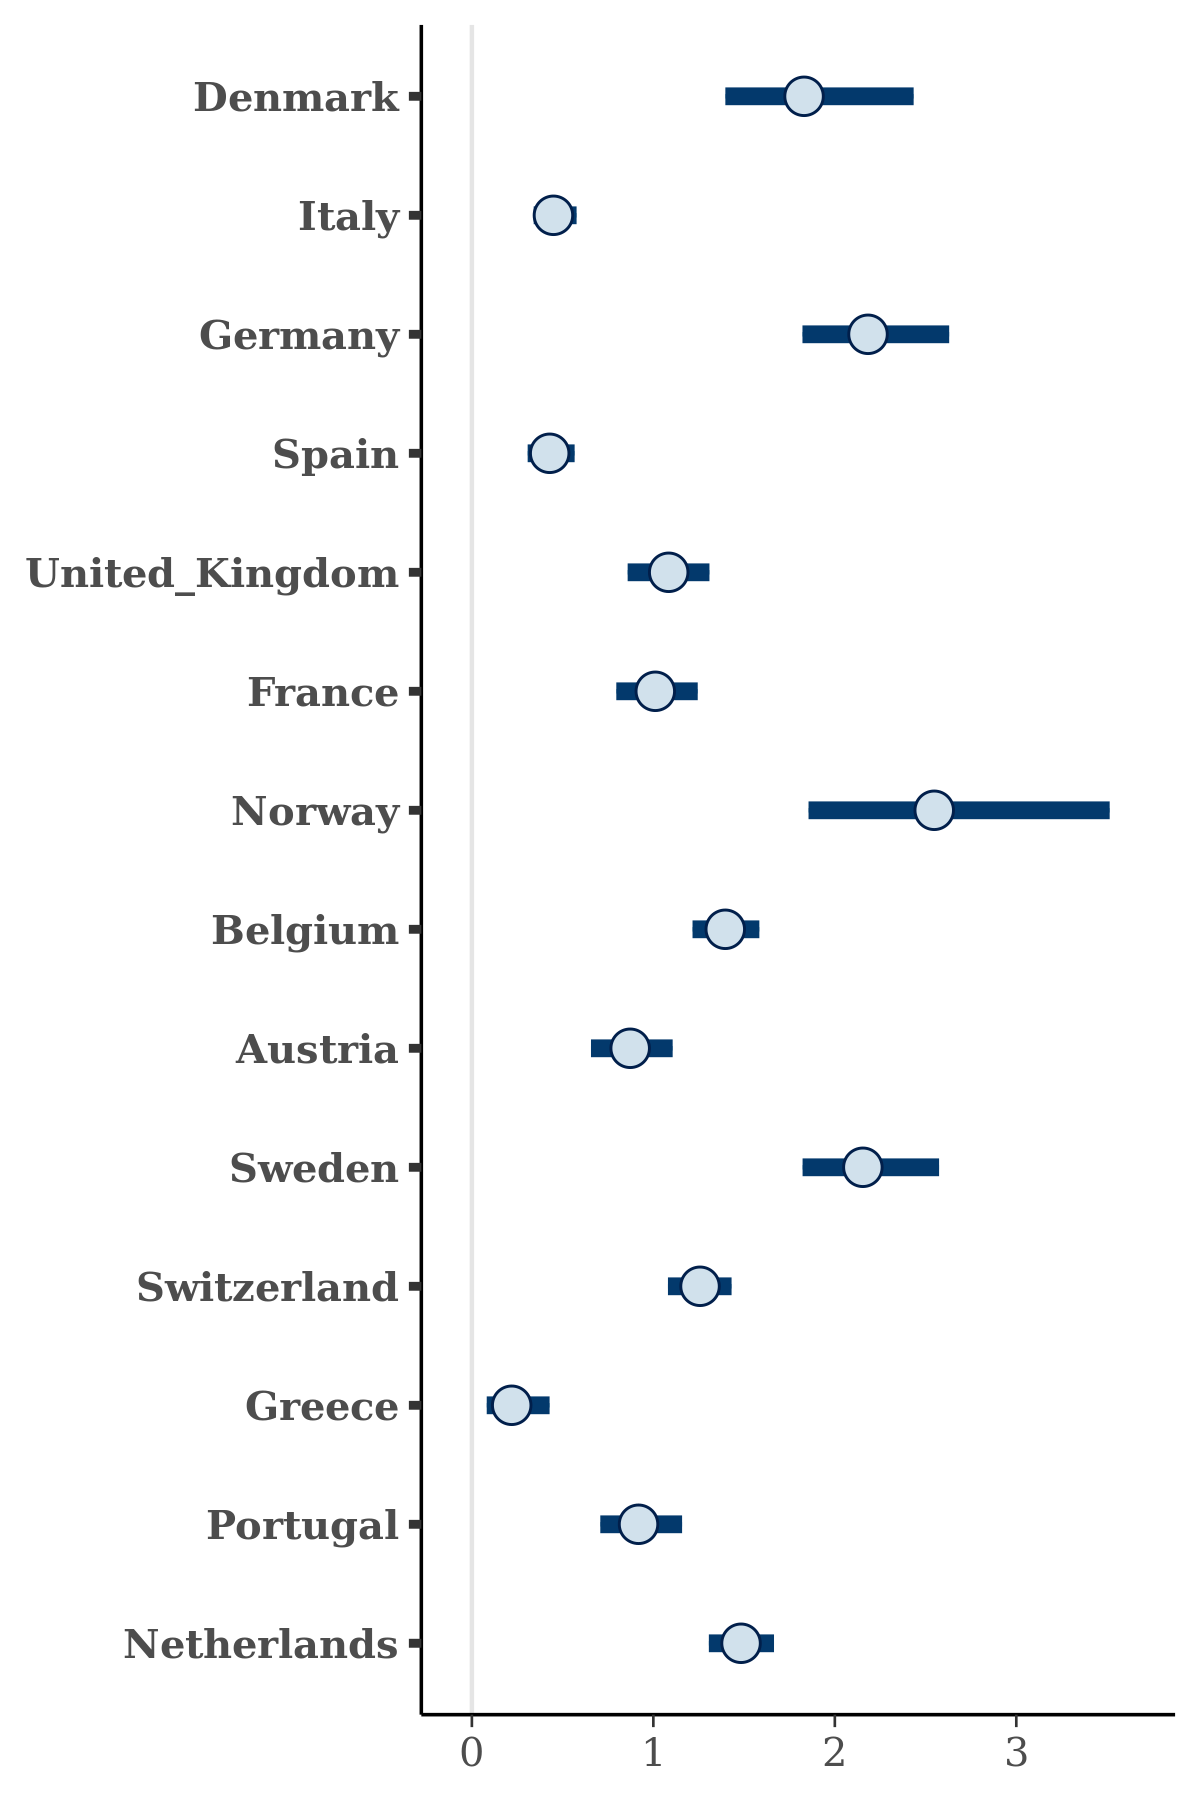 Denmark
Italy
Germany
Spain
United_Kingdom
France
Norway
Belgium
Austria
Sweden
Switzerland
Greece
Portugal
Netherlands
0 1 2 3